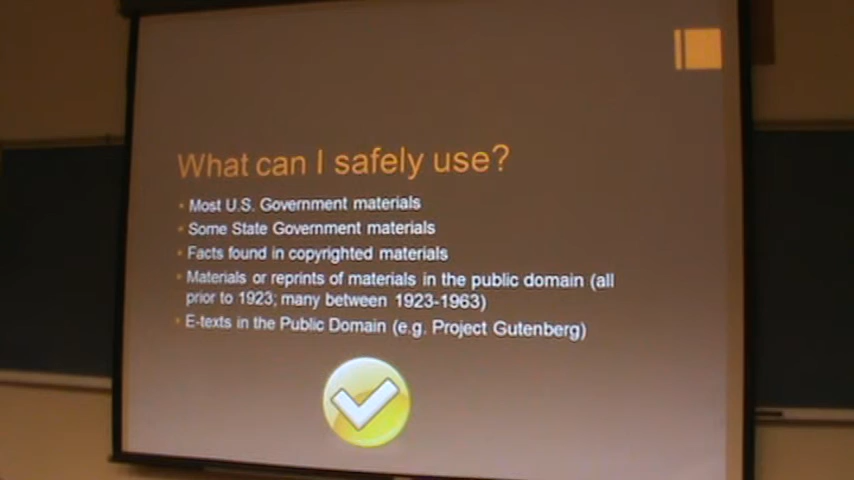 What can I safely use?
• Most U.S. Government materials
• Some State Government materials
• Facts found in copyrighted materials
• Materials or reprints of materials in the public domain (all
prior to 1923; many between 1923-1963)
• E-texts in the Public Domain (e.g. Project Gutenberg)